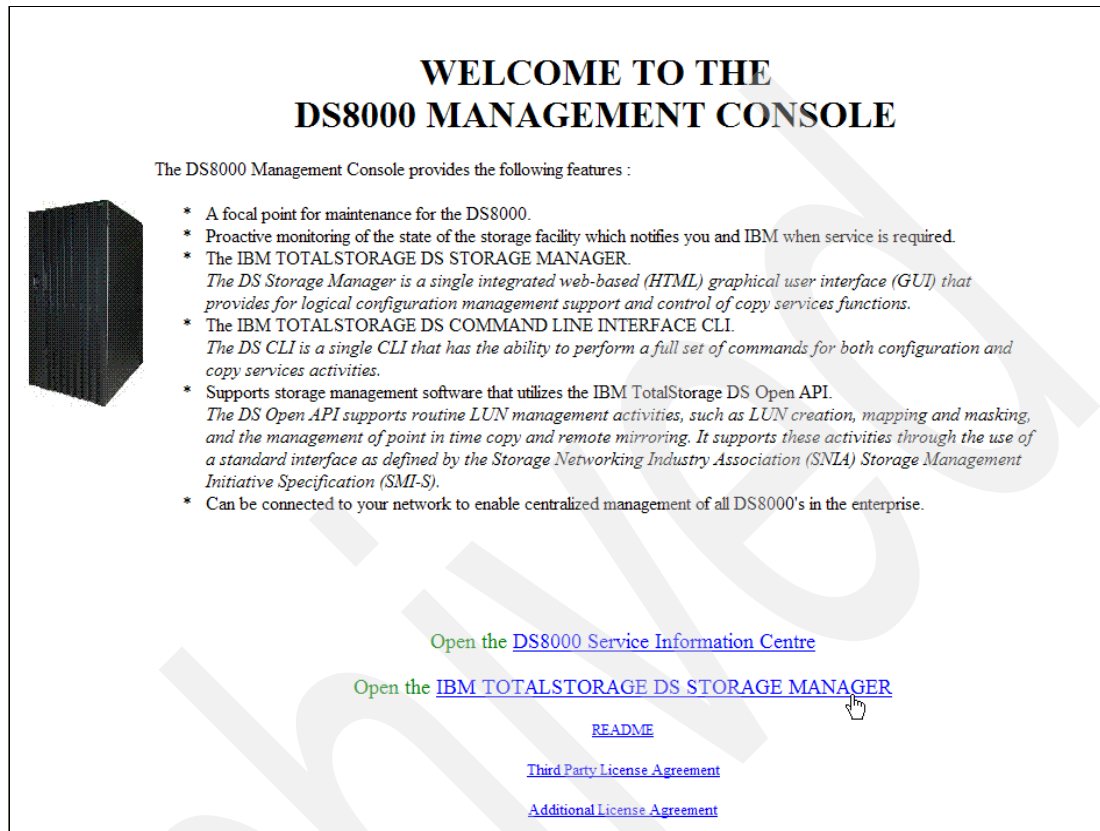 WELCOME TO THE
DS8000 MANAGEMENT CONSOLE
The DS8000 Management Console provides the following features :
* A focal point for maintenance for the DS8000.
* Proactive monitoring of the state of the storage facility which notifies you and IBM when service is required.
* The IBM TOTALSTORAGE DS STORAGE MANAGER.
The DS Storage Manager is a single integrated web-based (HTML) graphical user interface (GUI) that
provides for logical configuration management support and control of copy services functions.
* The IBM TOTALSTORAGE DS COMMAND LINE INTERFACE CLI.
The DS CLI is a single CLI that has the ability to perform a full set of commands for both configuration and
copy services activities.
* Supports storage management software that utilizes the IBM TotalStorage DS Open API.
The DS Open API supports routine LUN management activities, such as LUN creation, mapping and masking,
and the management of point in time copy and remote mirroring. It supports these activities through the use of
a standard interface as defined by the Storage Networking Industry Association (SNIA) Storage Management
Initiative Specification (SMI-S).
* Can be connected to your network to enable centralized management of all DS8000's in the enterprise.
Open the DS8000 Service Information Centre
Open the IBM TOTALSTORAGE DS STORAGE MANAGER
README
Third Party License Agreement
Additional License Agreement